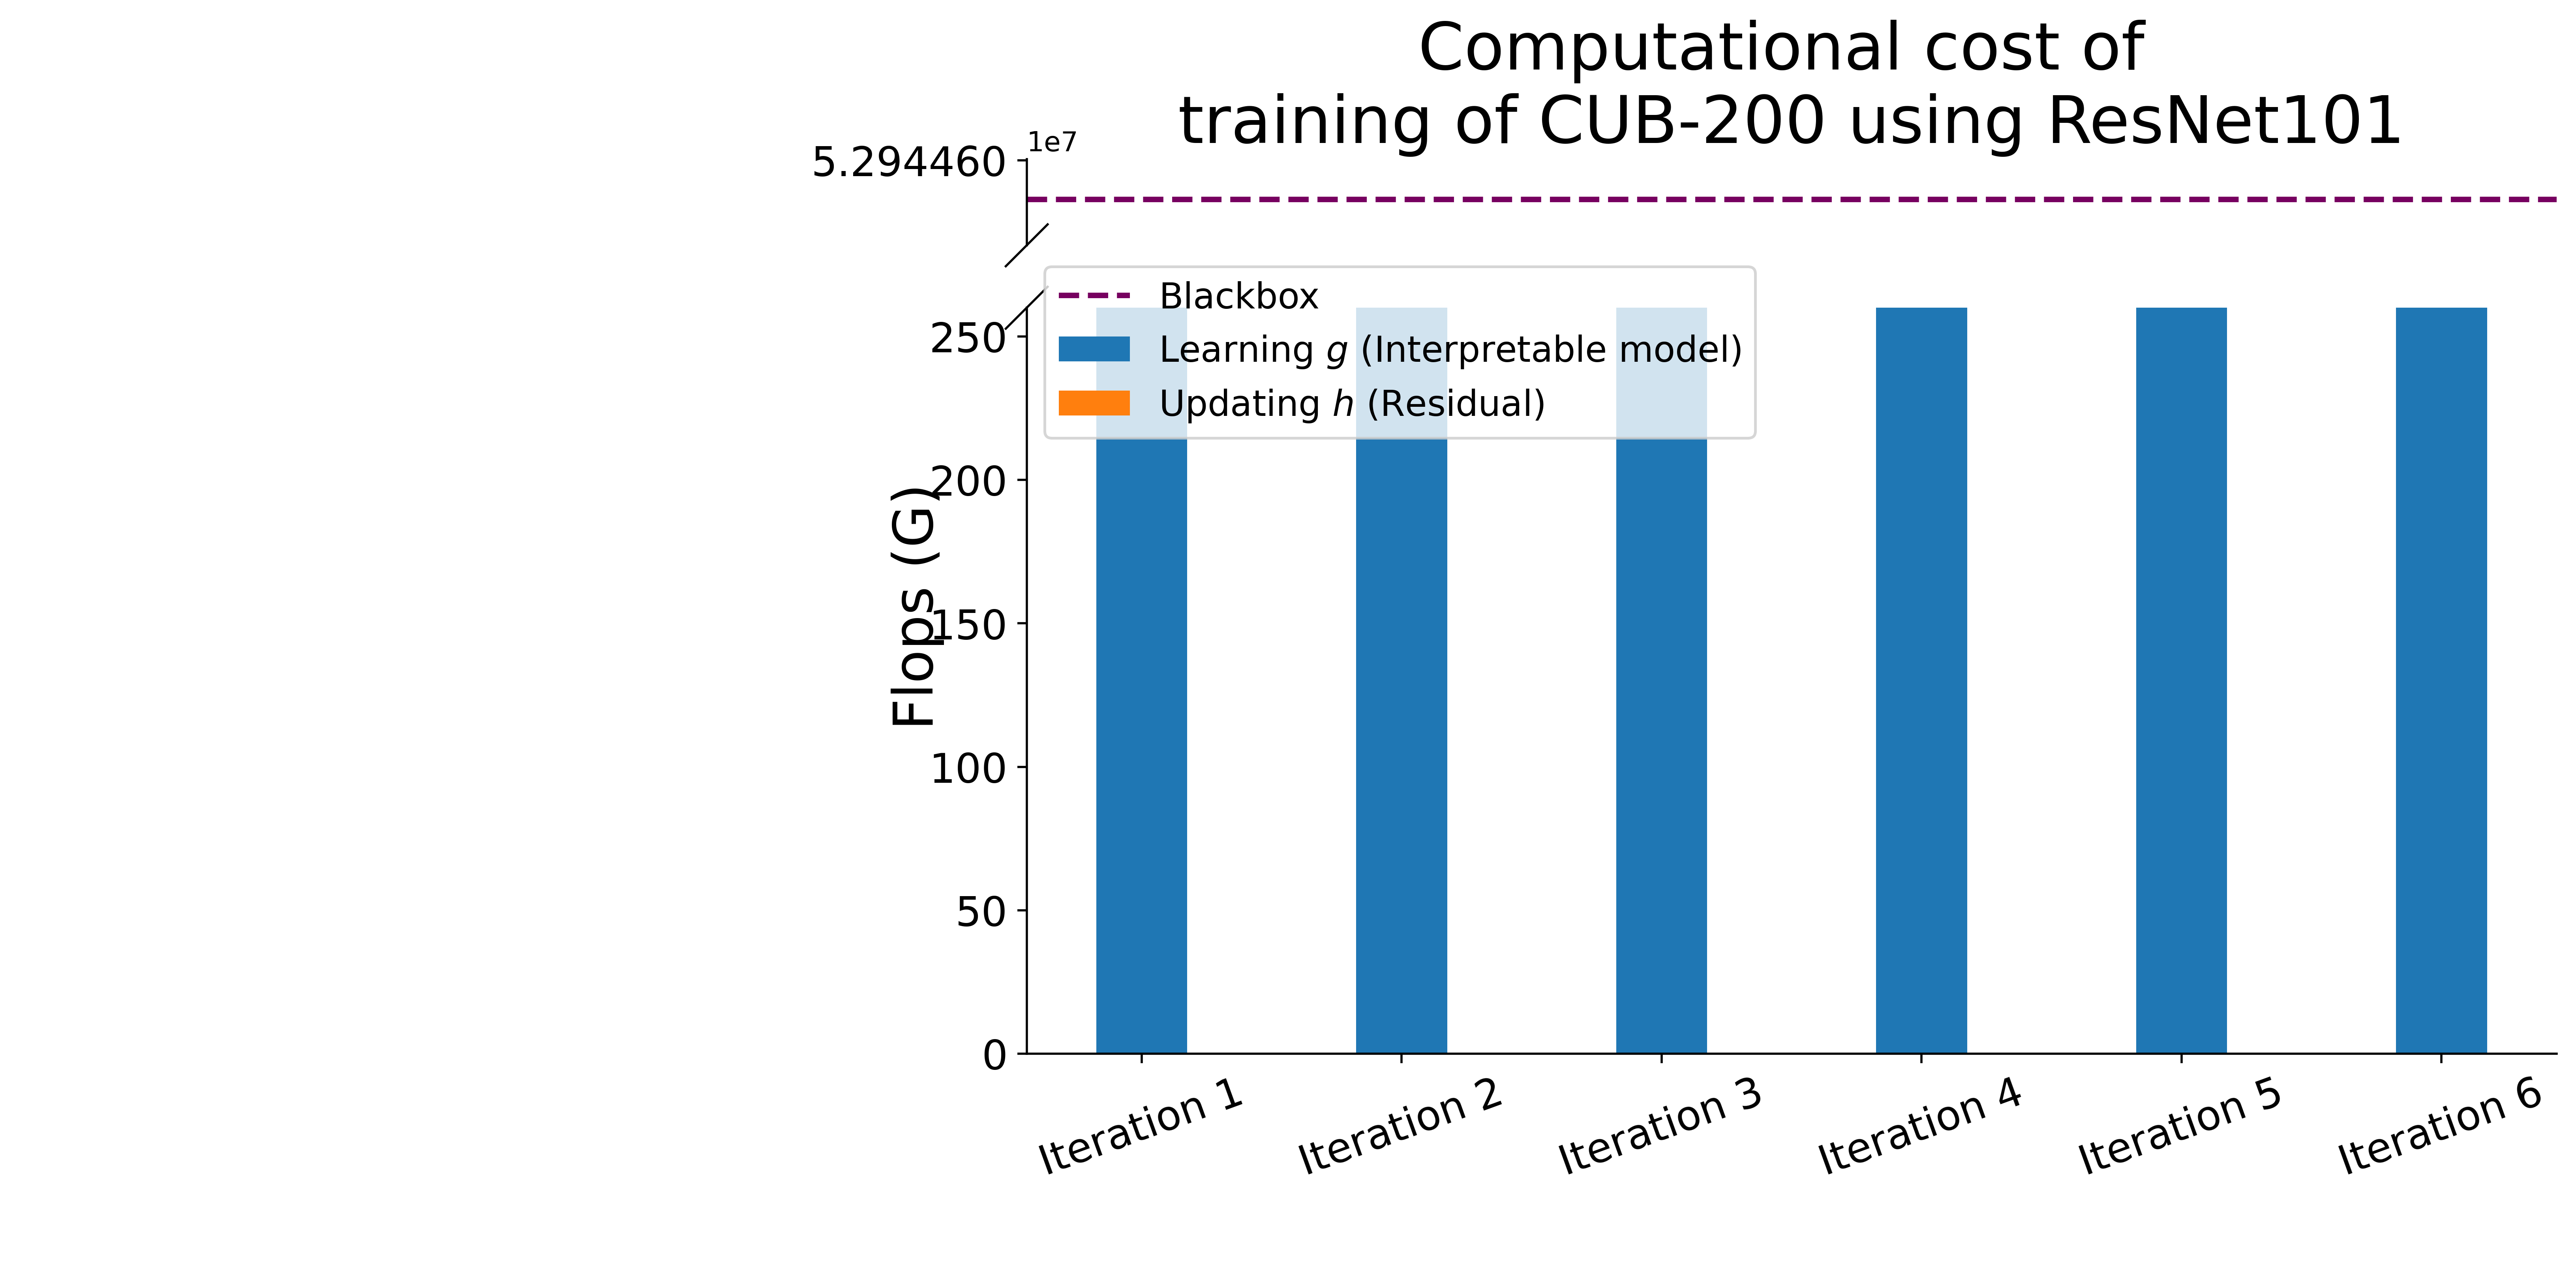 Computational cost of
training of CUB-200 using ResNet101
1e7
5.294460
Blackbox
Learning g (Interpretable model)
Updating h (Residual)
250
200
150
100
50
0
Flops (G)
Iteration 1
Iteration 2
Iteration 3
Iteration 4
Iteration 5
Iteration 6